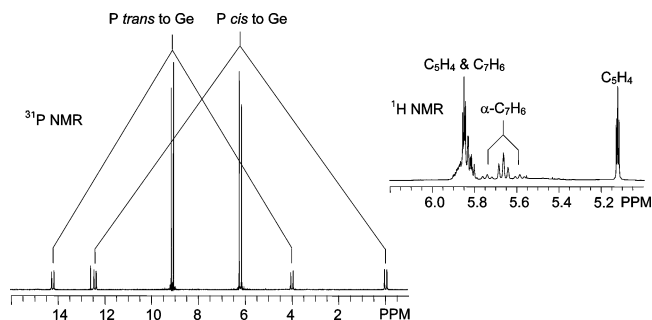 P trans to Ge
P cis to Ge
³¹P NMR
14 12 10 8 6 4 2 PPM
C₅H₄ & C₇H₆
C₅H₄
¹H NMR
α-C₇H₆
6.0 5.8 5.6 5.4 5.2 PPM